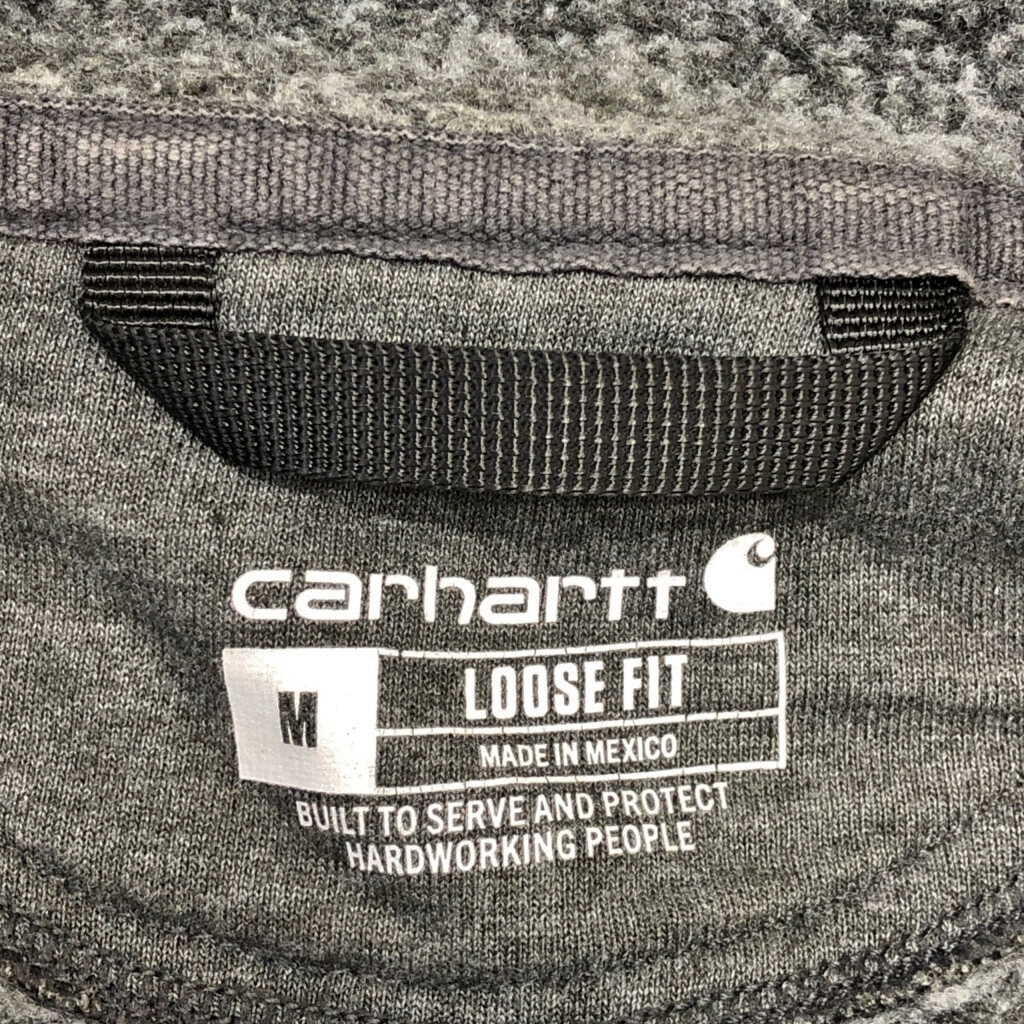 carhartt
M
LOOSE FIT
MADE IN MEXICO
BUILT TO SERVE AND PROTECT
HARDWORKING PEOPLE